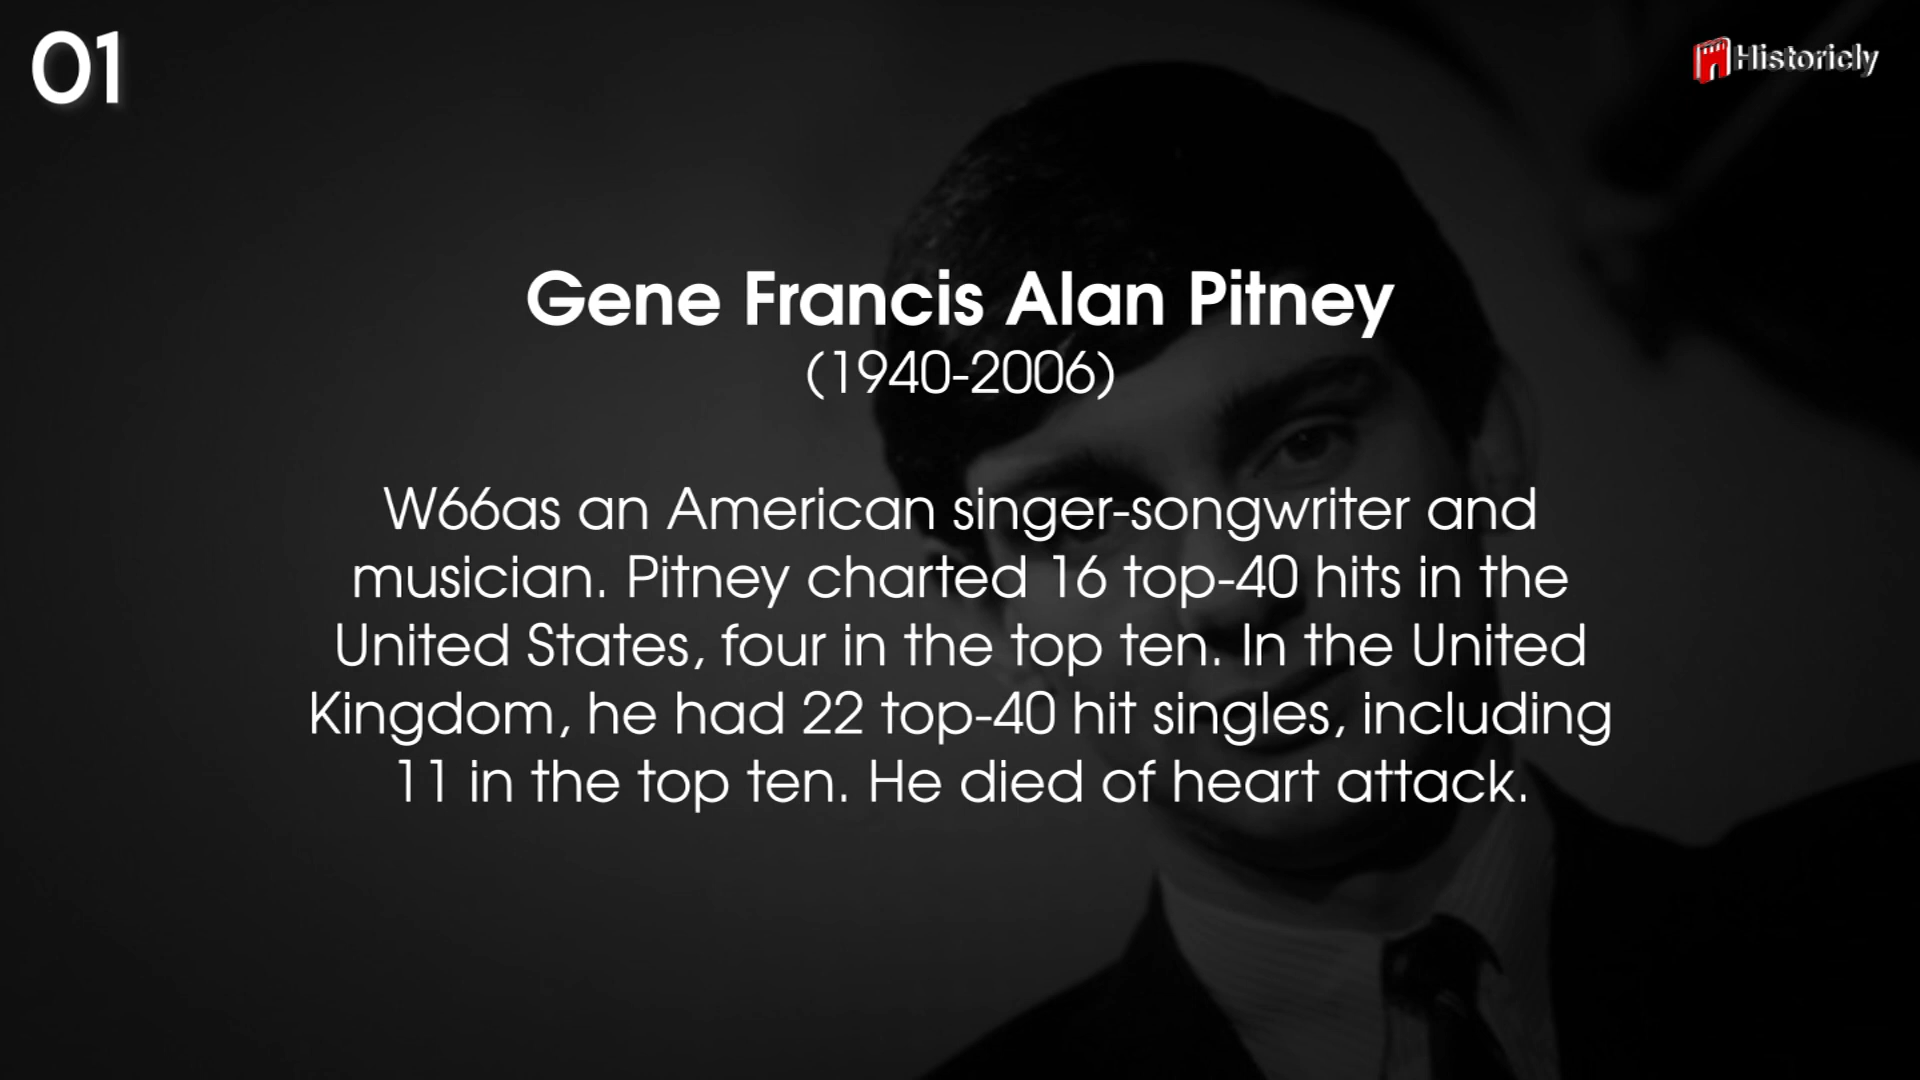 01
Historicly
Gene Francis Alan Pitney
(1940-2006)
W66as an American singer-songwriter and
musician. Pitney charted 16 top-40 hits in the
United States, four in the top ten. In the United
Kingdom, he had 22 top-40 hit singles, including
11 in the top ten. He died of heart attack.